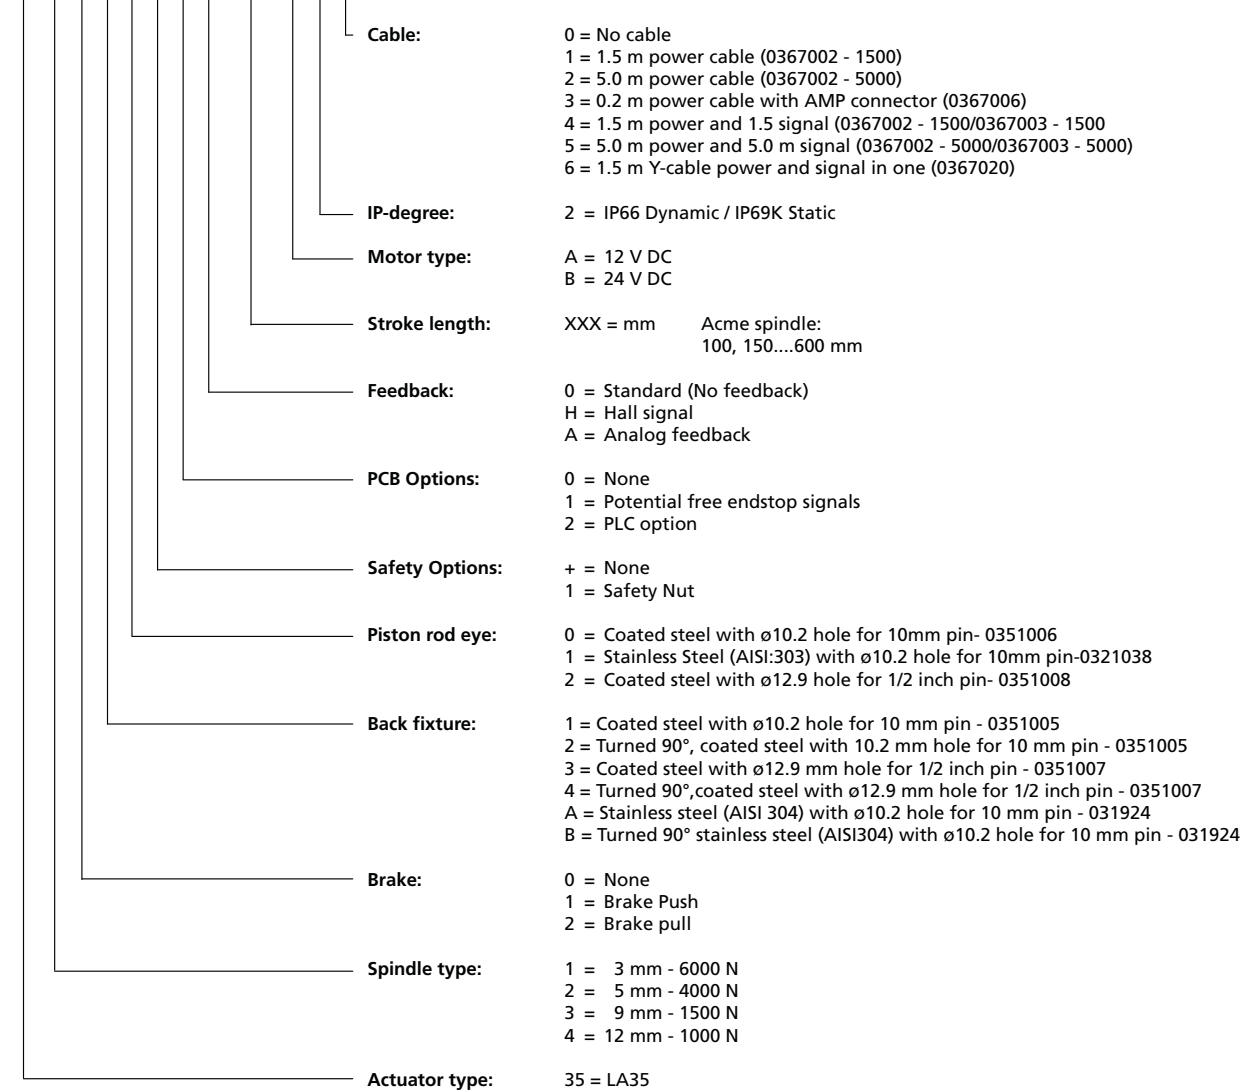 Cable: 0 = No cable
1 = 1.5 m power cable (0367002 - 1500)
2 = 5.0 m power cable (0367002 - 5000)
3 = 0.2 m power cable with AMP connector (0367006)
4 = 1.5 m power and 1.5 signal (0367002 - 1500/0367003 - 1500
5 = 5.0 m power and 5.0 m signal (0367002 - 5000/0367003 - 5000)
6 = 1.5 m Y-cable power and signal in one (0367020)
IP-degree: 2 = IP66 Dynamic / IP69K Static
Motor type: A = 12 V DC
B = 24 V DC
Stroke length: XXX = mm Acme spindle:
100, 150....600 mm
Feedback: 0 = Standard (No feedback)
H = Hall signal
A = Analog feedback
PCB Options: 0 = None
1 = Potential free endstop signals
2 = PLC option
Safety Options: + = None
1 = Safety Nut
Piston rod eye: 0 = Coated steel with ø10.2 hole for 10mm pin- 0351006
1 = Stainless Steel (AISI:303) with ø10.2 hole for 10mm pin-0321038
2 = Coated steel with ø12.9 hole for 1/2 inch pin- 0351008
Back fixture: 1 = Coated steel with ø10.2 hole for 10 mm pin - 0351005
2 = Turned 90°, coated steel with 10.2 mm hole for 10 mm pin - 0351005
3 = Coated steel with ø12.9 mm hole for 1/2 inch pin - 0351007
4 = Turned 90°,coated steel with ø12.9 mm hole for 1/2 inch pin - 0351007
A = Stainless steel (AISI 304) with ø10.2 hole for 10 mm pin - 031924
B = Turned 90° stainless steel (AISI304) with ø10.2 hole for 10 mm pin - 031924
Brake: 0 = None
1 = Brake Push
2 = Brake pull
Spindle type: 1 = 3 mm - 6000 N
2 = 5 mm - 4000 N
3 = 9 mm - 1500 N
4 = 12 mm - 1000 N
Actuator type: 35 = LA35